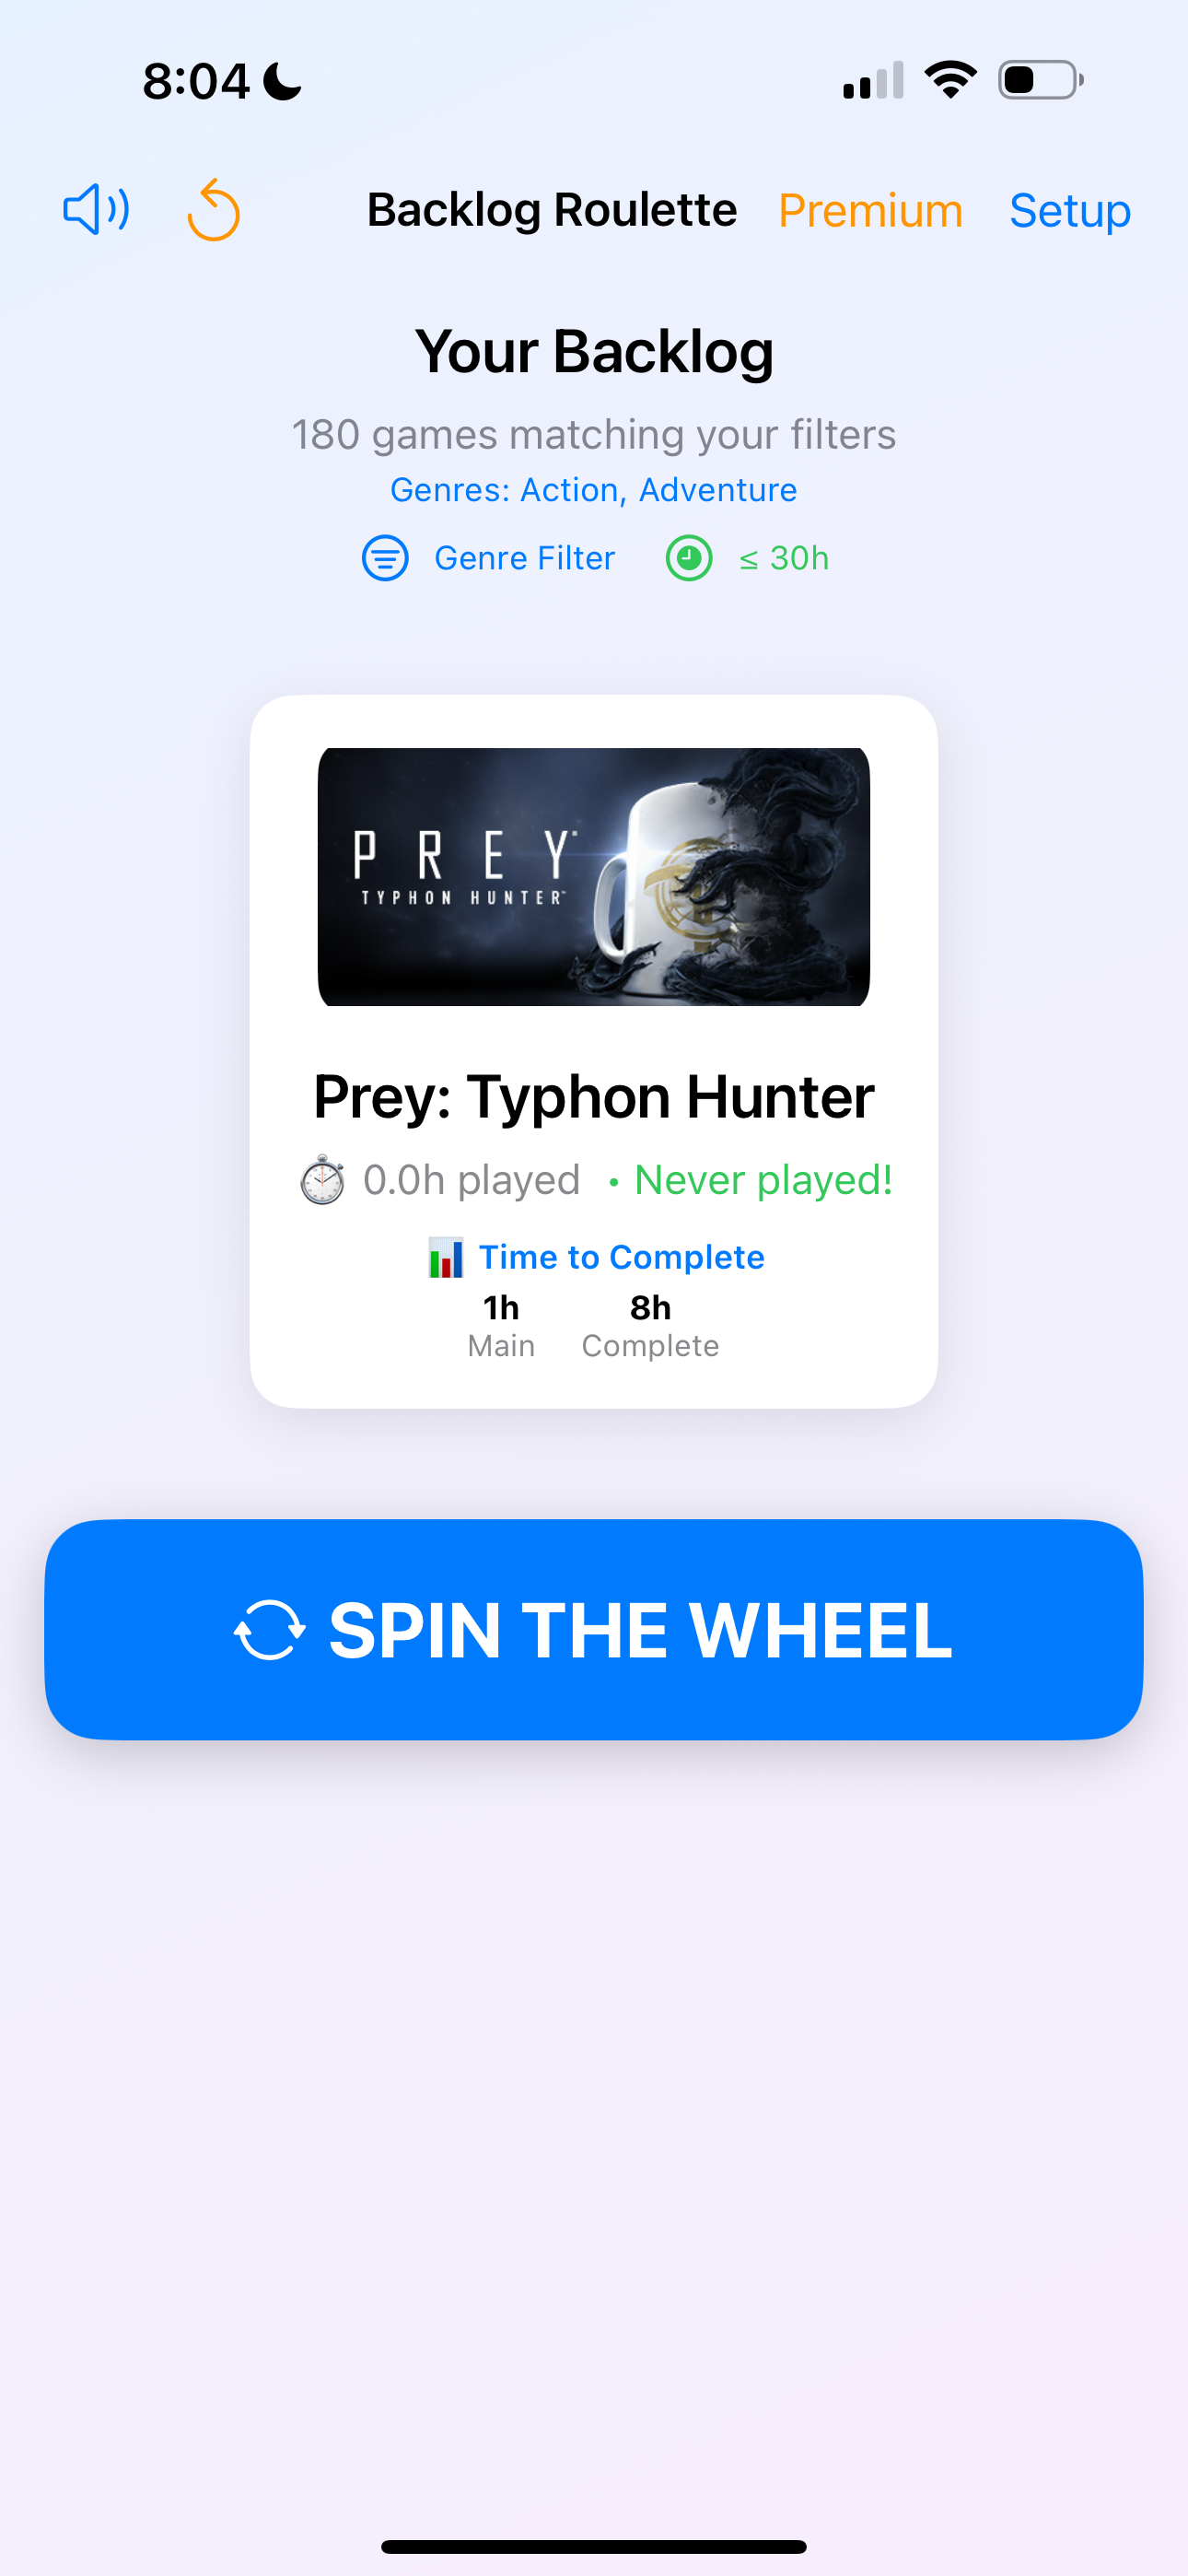 8:04
Backlog Roulette Premium Setup
Your Backlog
180 games matching your filters
Genres: Action, Adventure
Genre Filter ≤ 30h
PREY
TYPHON HUNTER™
Prey: Typhon Hunter
0.0h played • Never played!
Time to Complete
1h 8h
Main Complete
SPIN THE WHEEL